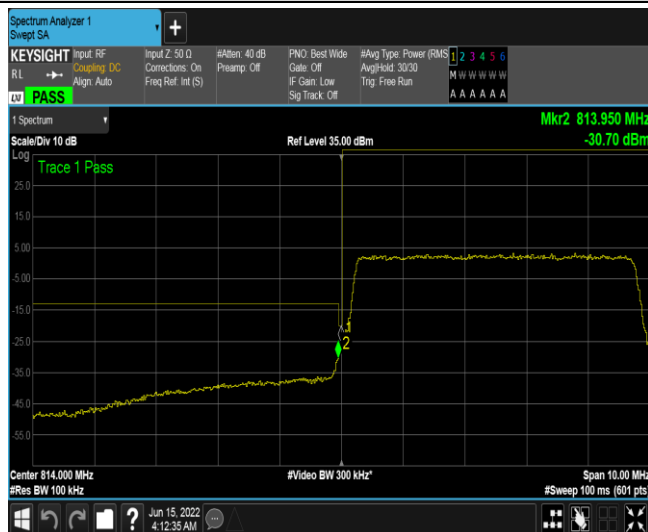 Spectrum Analyzer 1
Swept SA
+
KEYSIGHT
RL
LXI PASS
Input: RF
Coupling: DC
Align: Auto
Input Z: 50 Ω
Corrections: On
Freq Ref: Int (S)
#Atten: 40 dB
Preamp: Off
PNO: Best Wide
Gate: Off
IF Gain: Low
Sig Track: Off
#Avg Type: Power (RMS
Avg|Hold: 30/30
Trig: Free Run
1 2 3 4 5 6
M W W W W W
A A A A A A
1 Spectrum
Mkr2 813.950 MHz
-30.70 dBm
Scale/Div 10 dB
Ref Level 35.00 dBm
Log
Trace 1 Pass
25.0
15.0
5.00
-5.00
-15.0
-25.0
-35.0
-45.0
-55.0
1
2
Center 814.000 MHz
#Video BW 300 kHz*
Span 10.00 MHz
#Res BW 100 kHz
#Sweep 100 ms (601 pts)
?
Jun 15, 2022
4:12:35 AM